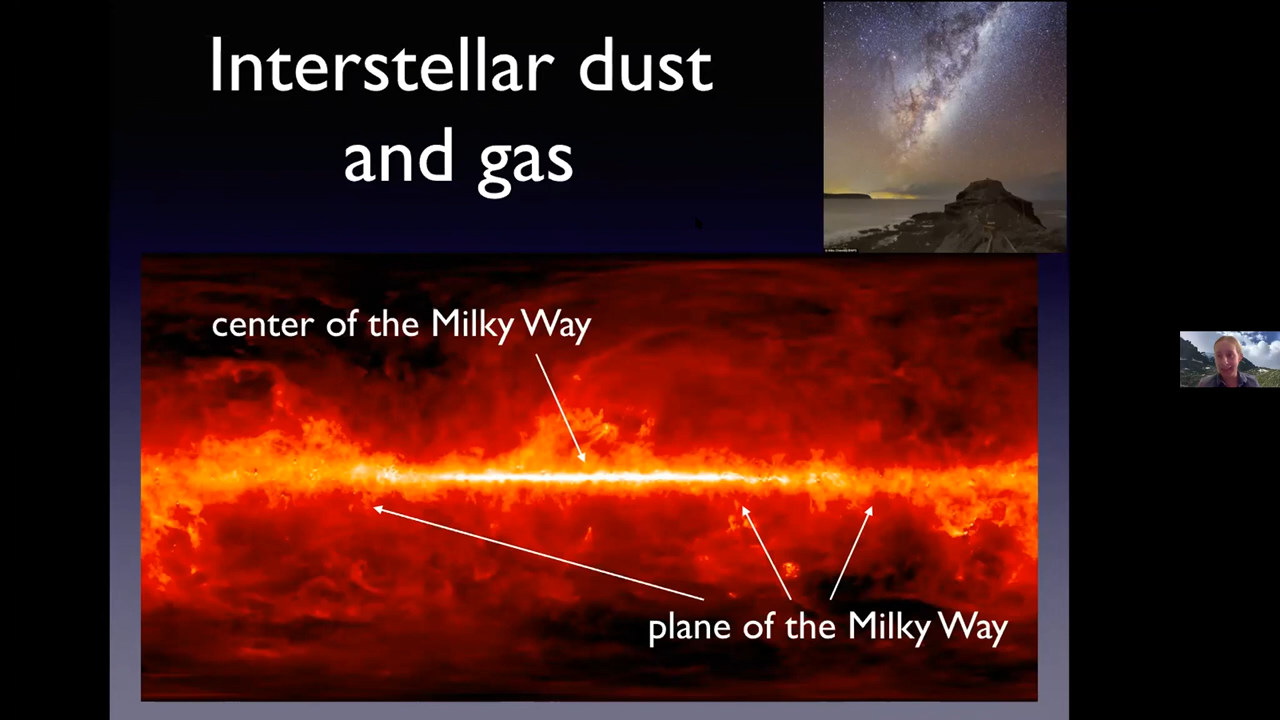 Interstellar dust
and gas
center of the Milky Way
plane of the Milky Way